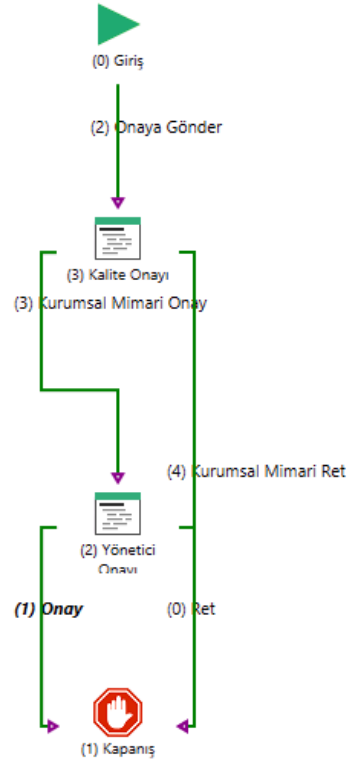 (0) Giriş
(2) Onaya Gönder
(3) Kalite Onayı
(3) Kurumsal Mimari Onay
(4) Kurumsal Mimari Ret
(2) Yönetici
Onayı
(1) Onay
(0) Ret
(1) Kapanış